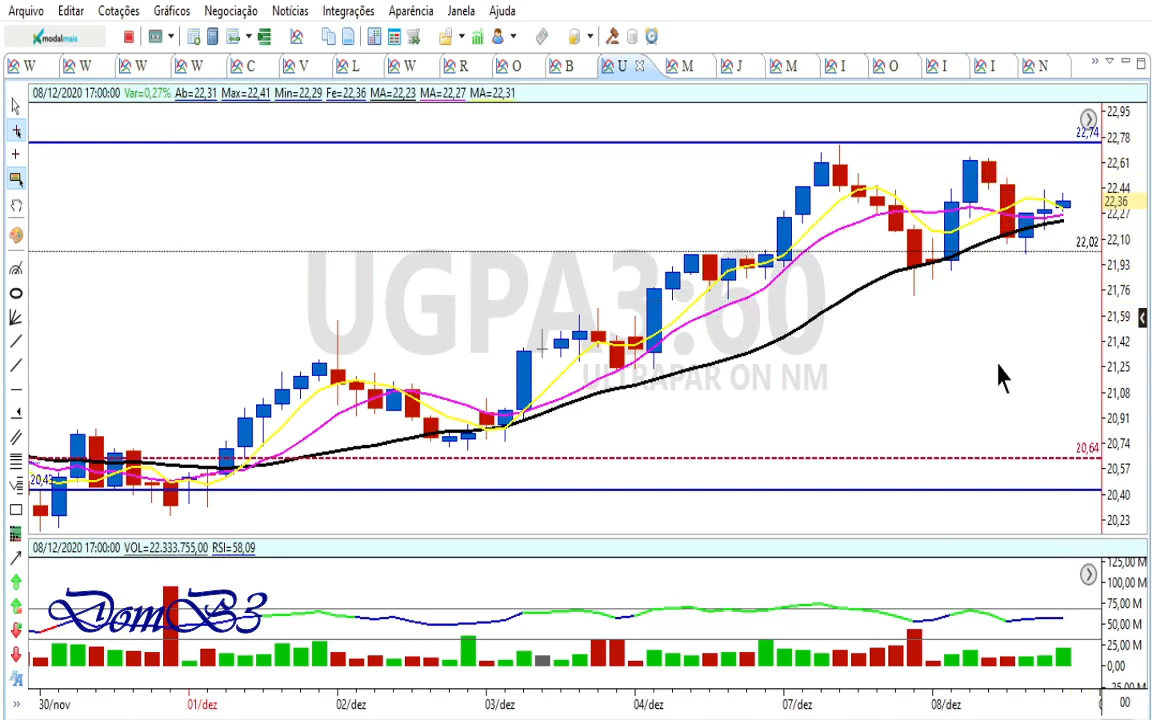 Arquivo Editar Cotações Gráficos Negociação Notícias Integrações Aparência Janela Ajuda
modalmais
W W W W C V L W R O B U M J M I O I I N
08/12/2020 17:00:00 Var=0,27% Ab=22,31 Max=22,41 Min=22,29 Fe=22,36 MA=22,23 MA=22,27 MA=22,31
22,95
22,74
22,78
22,61
22,44
22,36
22,27
22,02
22,10
21,93
UGPA3:60
21,76
21,59
21,42
ULTRAPAR ON NM
21,25
21,08
20,91
20,74
20,64
20,57
20,43
20,40
20,23
08/12/2020 17:00:00 VOL=22.333.755,00 RSI=58,09
125,00 M
100,00 M
DomB3
75,00 M
50,00 M
25,00 M
0,00
-25,00 M
30/nov 01/dez 02/dez 03/dez 04/dez 07/dez 08/dez 00